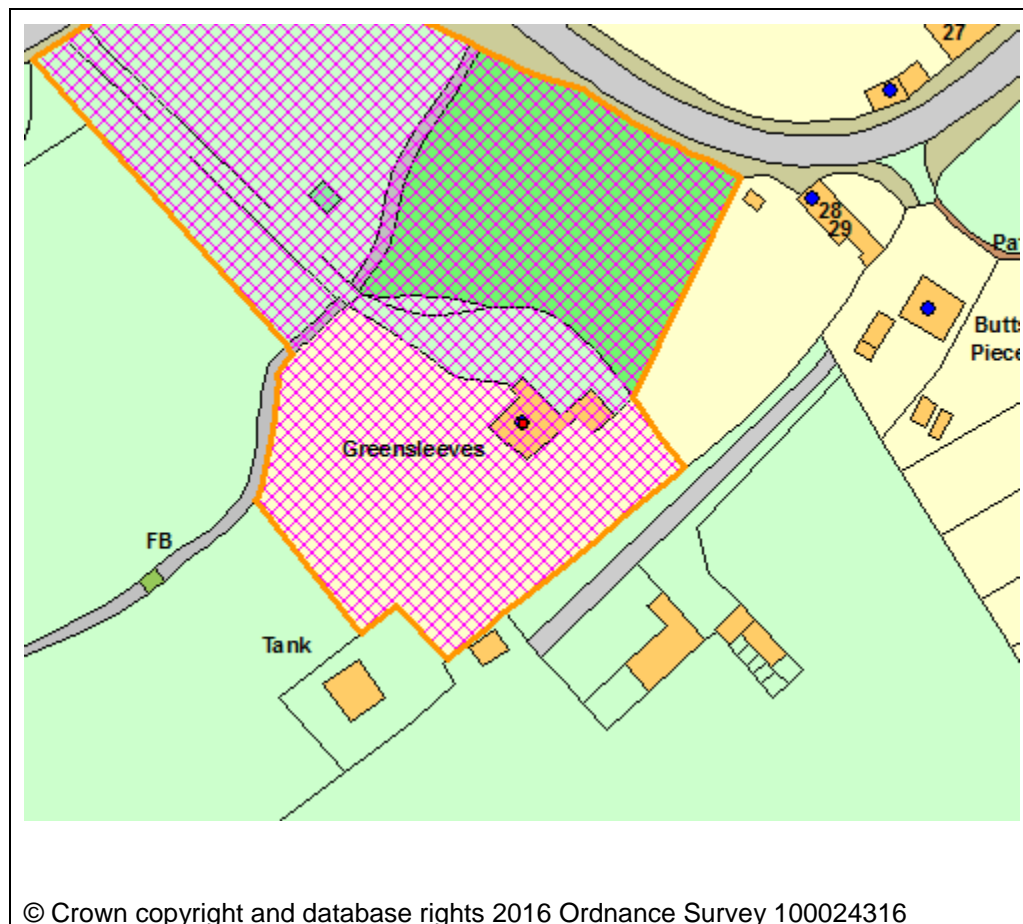 27
28
29
Pa
Butts
Piece
Greensleeves
FB
Tank
© Crown copyright and database rights 2016 Ordnance Survey 100024316